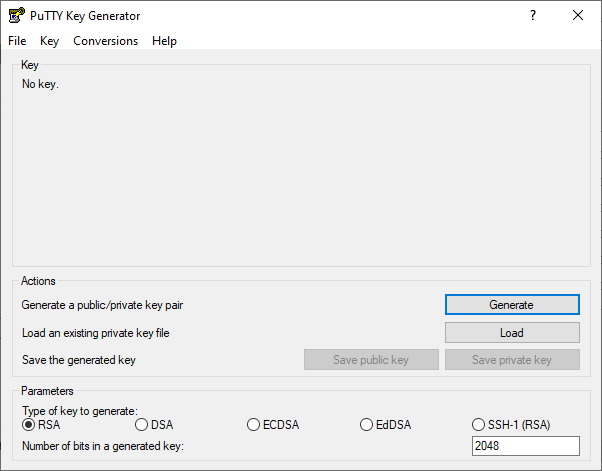 PuTTY Key Generator ?
File Key Conversions Help
Key
No key.
Actions
Generate a public/private key pair Generate
Load an existing private key file Load
Save the generated key Save public key Save private key
Parameters
Type of key to generate:
RSA DSA ECDSA EdDSA SSH-1 (RSA)
Number of bits in a generated key: 2048